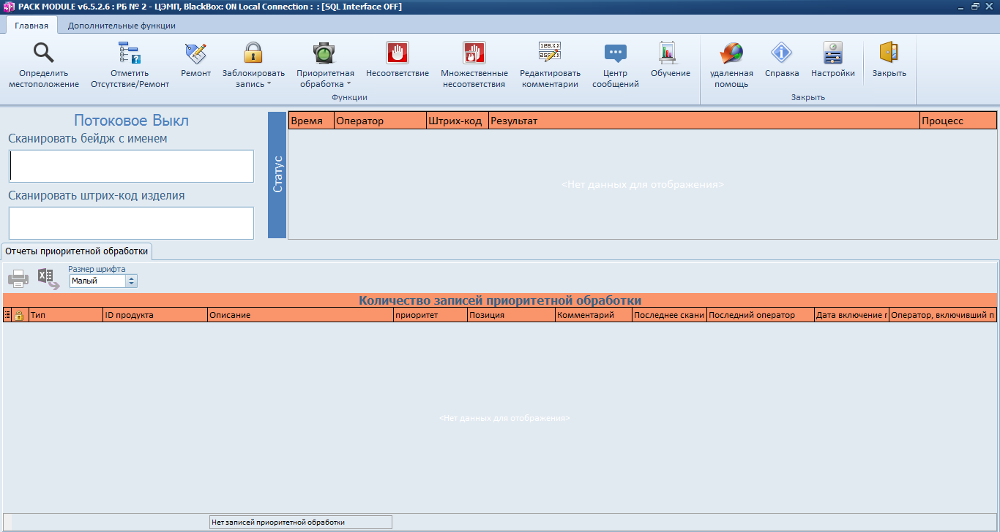 PACK MODULE v6.5.2.6 : РБ № 2 - ЦЭМП, BlackBox: ON Local Connection : : [SQL Interface OFF]
Главная Дополнительные функции
Определить местоположение
Отметить Отсутствие/Ремонт
Ремонт
Заблокировать запись
Приоритетная обработка
Несоответствие
Множественные несоответствия
128.X.X
255.X.X
Редактировать комментарии
Центр сообщений
Обучение
удаленная помощь
Справка
Настройки
Закрыть
Функции
Закрыть
Потоковое Выкл
Сканировать бейдж с именем
Сканировать штрих-код изделия
Статус
Время Оператор Штрих-код Результат Процесс
<Нет данных для отображения>
Отчеты приоритетной обработки
Размер шрифта
Малый
Количество записей приоритетной обработки
Тип ID продукта Описание приоритет Позиция Комментарий Последнее скани Последний оператор Дата включение г Оператор, включивший п
<Нет данных для отображения>
Нет записей приоритетной обработки